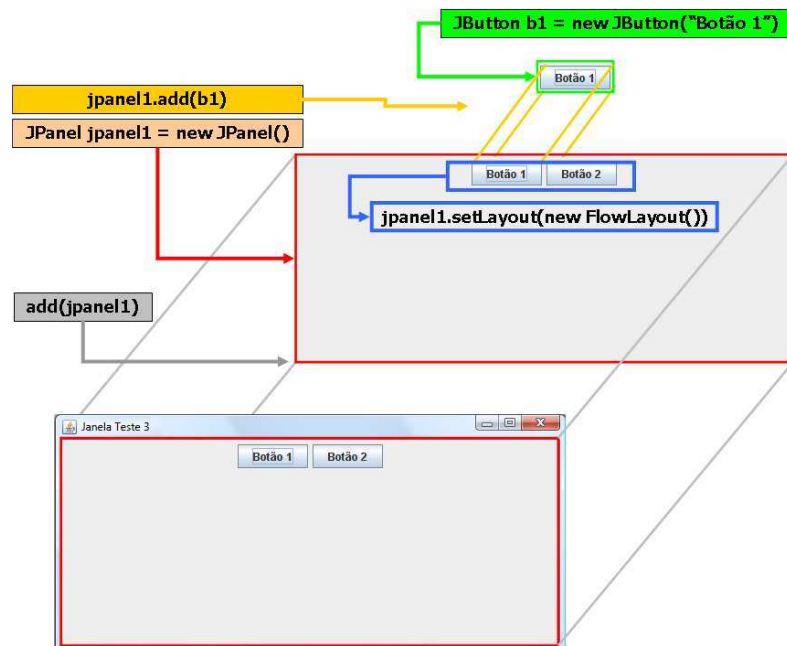 JButton b1 = new JButton("Botão 1")
Botão 1
jpanel1.add(b1)
JPanel jpanel1 = new JPanel()
Botão 1 Botão 2
jpanel1.setLayout(new FlowLayout())
add(jpanel1)
Janela Teste 3
Botão 1 Botão 2